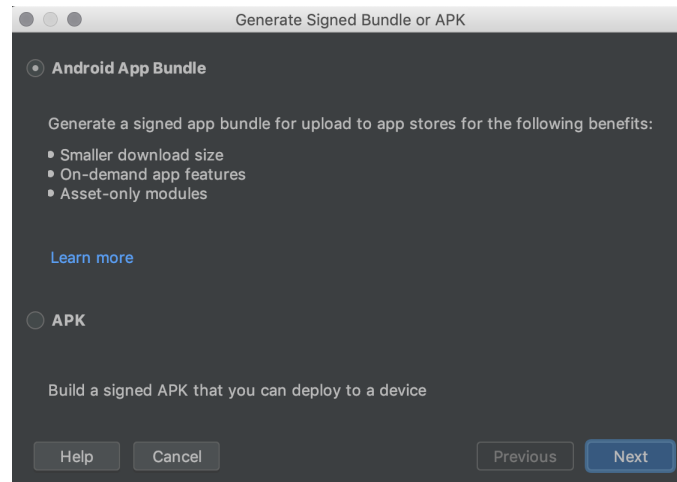 Generate Signed Bundle or APK
Android App Bundle
Generate a signed app bundle for upload to app stores for the following benefits:
Smaller download size
On-demand app features
Asset-only modules
Learn more
APK
Build a signed APK that you can deploy to a device
Help Cancel Previous Next